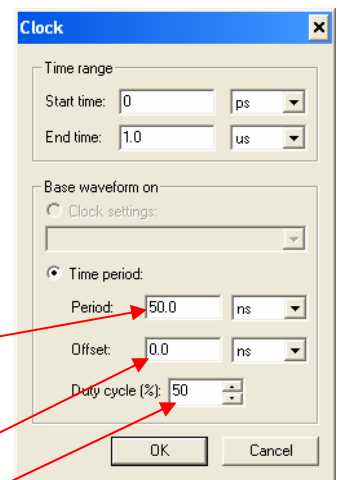 Clock
Time range
Start time: 0 ps
End time: 1.0 us
Base waveform on
Clock settings:
Time period:
Period: 50.0 ns
Offset: 0.0 ns
Duty cycle (%): 50
OK Cancel